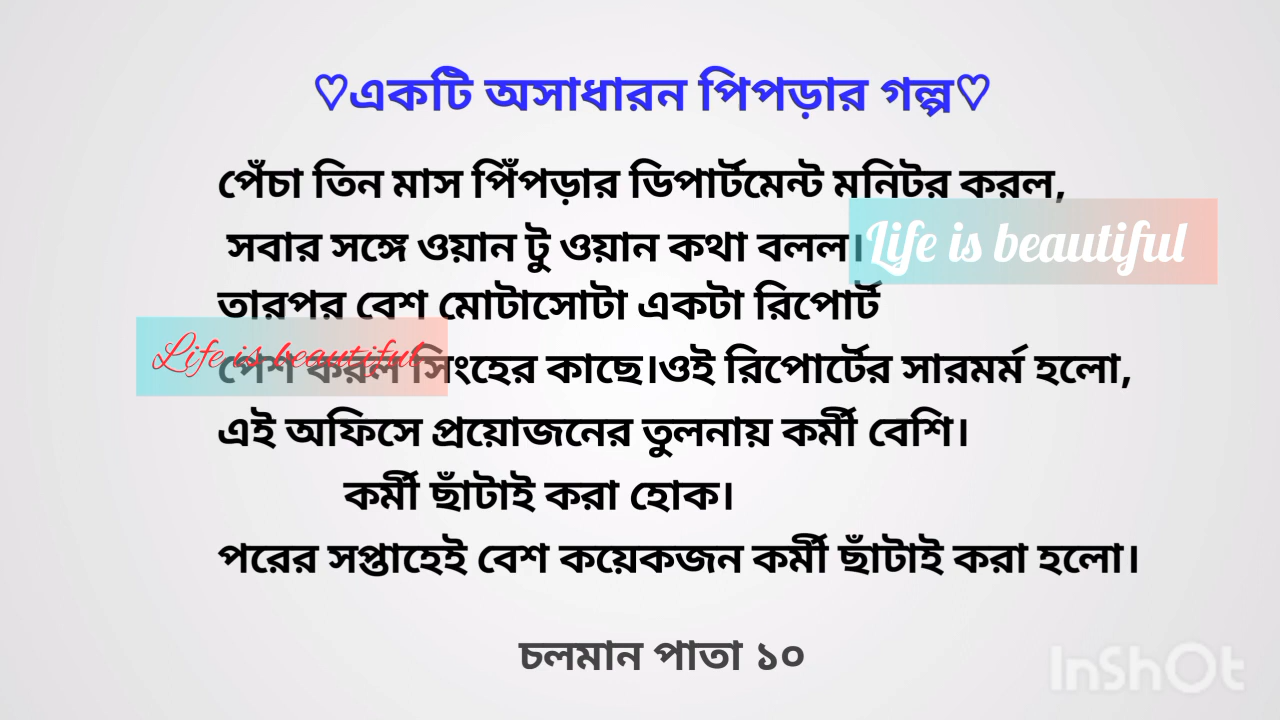 ♡একটি অসাধারন পিপড়ার গল্প♡
পেঁচা তিন মাস পিঁপড়ার ডিপার্টমেন্ট মনিটর করল,
সবার সঙ্গে ওয়ান টু ওয়ান কথা বলল।
Life is beautiful
তারপর বেশ মোটাসোটা একটা রিপোর্ট
Life is beautiful
পেশ করল সিংহের কাছে।ওই রিপোর্টের সারমর্ম হলো,
এই অফিসে প্রয়োজনের তুলনায় কর্মী বেশি।
কর্মী ছাঁটাই করা হোক।
পরের সপ্তাহেই বেশ কয়েকজন কর্মী ছাঁটাই করা হলো।
চলমান পাতা ১০
InShOt